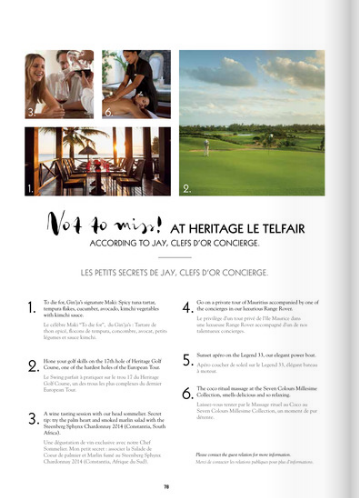 3.
6.
1.
2.
Not to miss! AT HERITAGE LE TELFAIR
ACCORDING TO JAY, CLEFS D'OR CONCIERGE.
LES PETITS SECRETS DE JAY, CLEFS D'OR CONCIERGE.
1.
To die for, Gin'ja's signature Maki: Spicy tuna tartar,
tempura flakes, cucumber, avocado, kimchi vegetables
with kimchi sauce.
Le célèbre Maki "To die for", du Gin'ja : Tartare de
thon épicé, flocons de tempura, concombre, avocat, petits
légumes et sauce kimchi.
2.
Hone your golf skills on the 17th hole of Heritage Golf
Course, one of the hardest holes of the European Tour.
Le Swing parfait à pratiquer sur le trou 17 du Heritage
Golf Course, un des trous les plus complexes du dernier
European Tour.
3.
A wine tasting session with our head sommelier. Secret
tip: try the palm heart and smoked marlin salad with the
Steenberg Sphynx Chardonnay 2014 (Constantia, South
Africa).
Une dégustation de vin exclusive avec notre Chef
Sommelier. Mon petit secret : associer la Salade de
Coeur de palmier et Marlin fumé au Steenberg Sphynx
Chardonnay 2014 (Constantia, Afrique du Sud).
4.
Go on a private tour of Mauritius accompanied by one of
the concierges in our luxurious Range Rover.
Le privilège d'un tour privé de l'île Maurice dans
une luxurieuse Range Rover accompagné d'un de nos
talentueux concierges.
5.
Sunset apéro on the Legend 33, our elegant power boat.
Apéro coucher de soleil sur le Legend 33, élégant bateau
à moteur.
6.
The coco ritual massage at the Seven Colours Millesime
Collection, smells delicious and so relaxing.
Laissez-vous tenter par le Massage rituel au Coco au
Seven Colours Millesime Collection, un moment de pur
détente.
Please contact the guest relation for more information.
Merci de contacter les relations publiques pour plus d'informations.
78